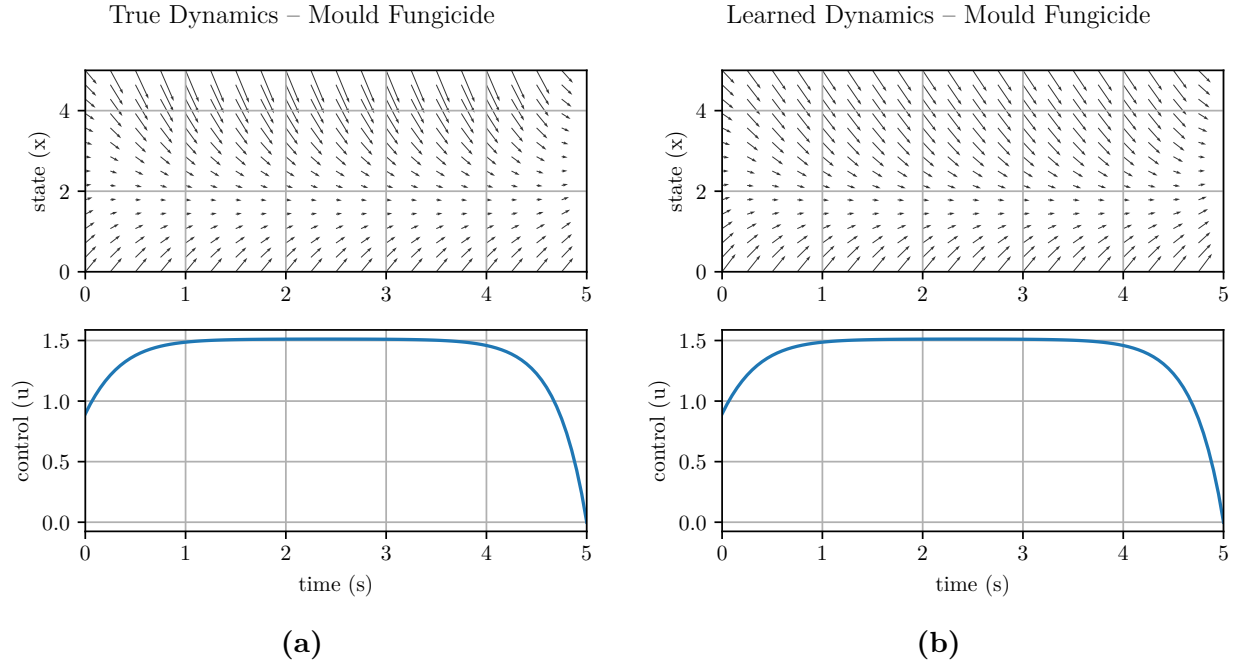 True Dynamics – Mould Fungicide
state (x)
4
2
0
0 1 2 3 4 5
control (u)
1.5
1.0
0.5
0.0
0 1 2 3 4 5
time (s)
(a)
Learned Dynamics – Mould Fungicide
state (x)
4
2
0
0 1 2 3 4 5
control (u)
1.5
1.0
0.5
0.0
0 1 2 3 4 5
time (s)
(b)